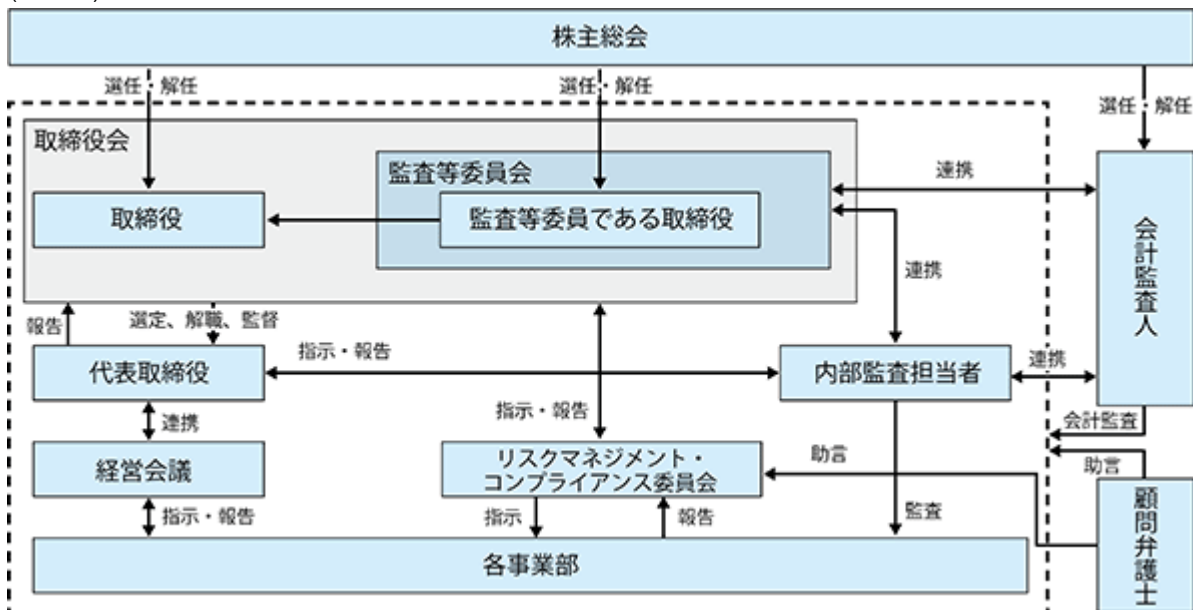 株主総会
選任・解任
選任・解任
選任・解任
取締役会
監査等委員会
連携
取締役
監査等委員である取締役
会計監査人
連携
報告
選定、解職、監督
指示・報告
代表取締役
内部監査担当者
連携
連携
指示・報告
会計監査
経営会議
リスクマネジメント・
コンプライアンス委員会
助言
助言
指示・報告
指示
報告
監査
顧問弁護士
各事業部